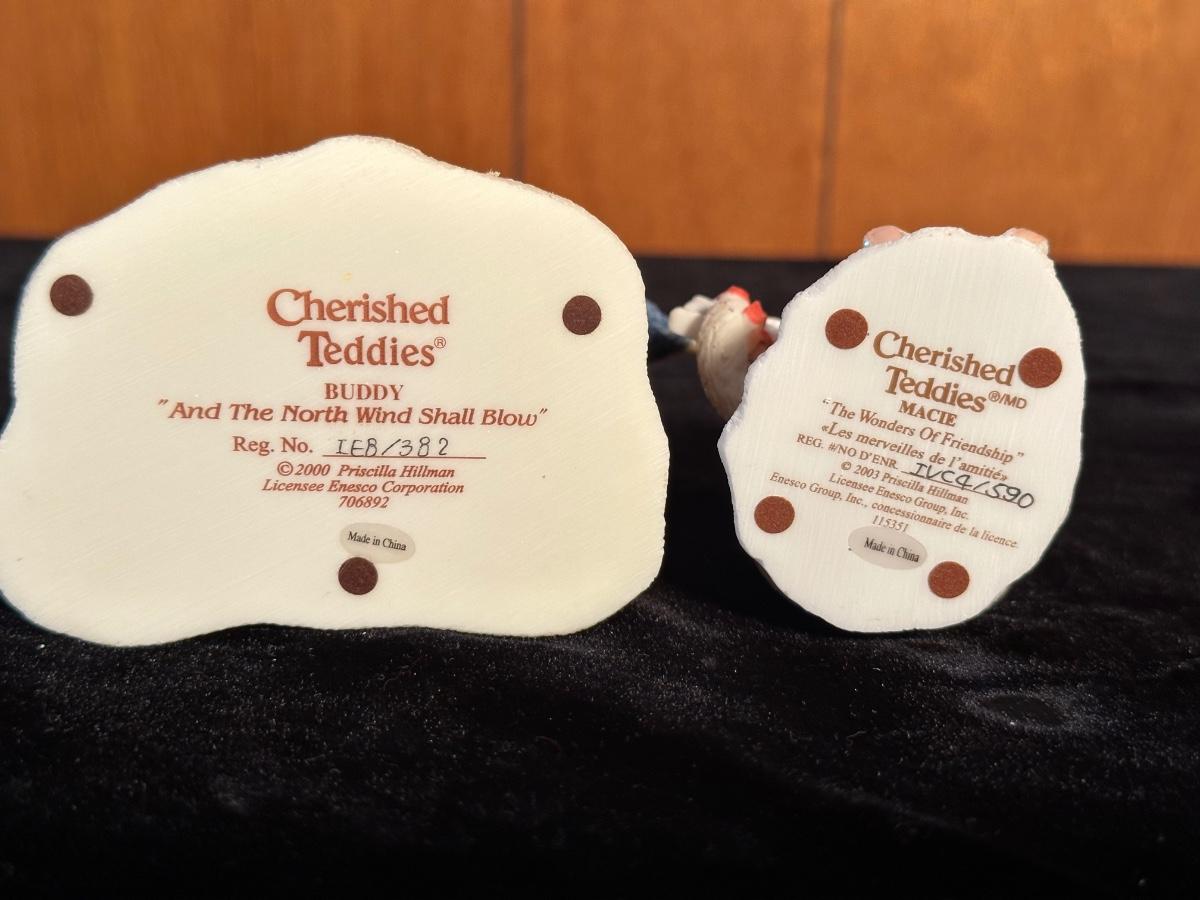 Cherished
Teddies®
BUDDY
"And The North Wind Shall Blow"
Reg. No. IE8/382
©2000 Priscilla Hillman
Licensee Enesco Corporation
706892
Made in China
Cherished
Teddies®/MD
MACIE
"The Wonders Of Friendship"
«Les merveilles de l'amitié»
REG. #/NO D'ENR. IVC4/590
© 2003 Priscilla Hillman
Licensee Enesco Group, Inc.
Enesco Group, Inc., concessionnaire de la licence.
115351
Made in China